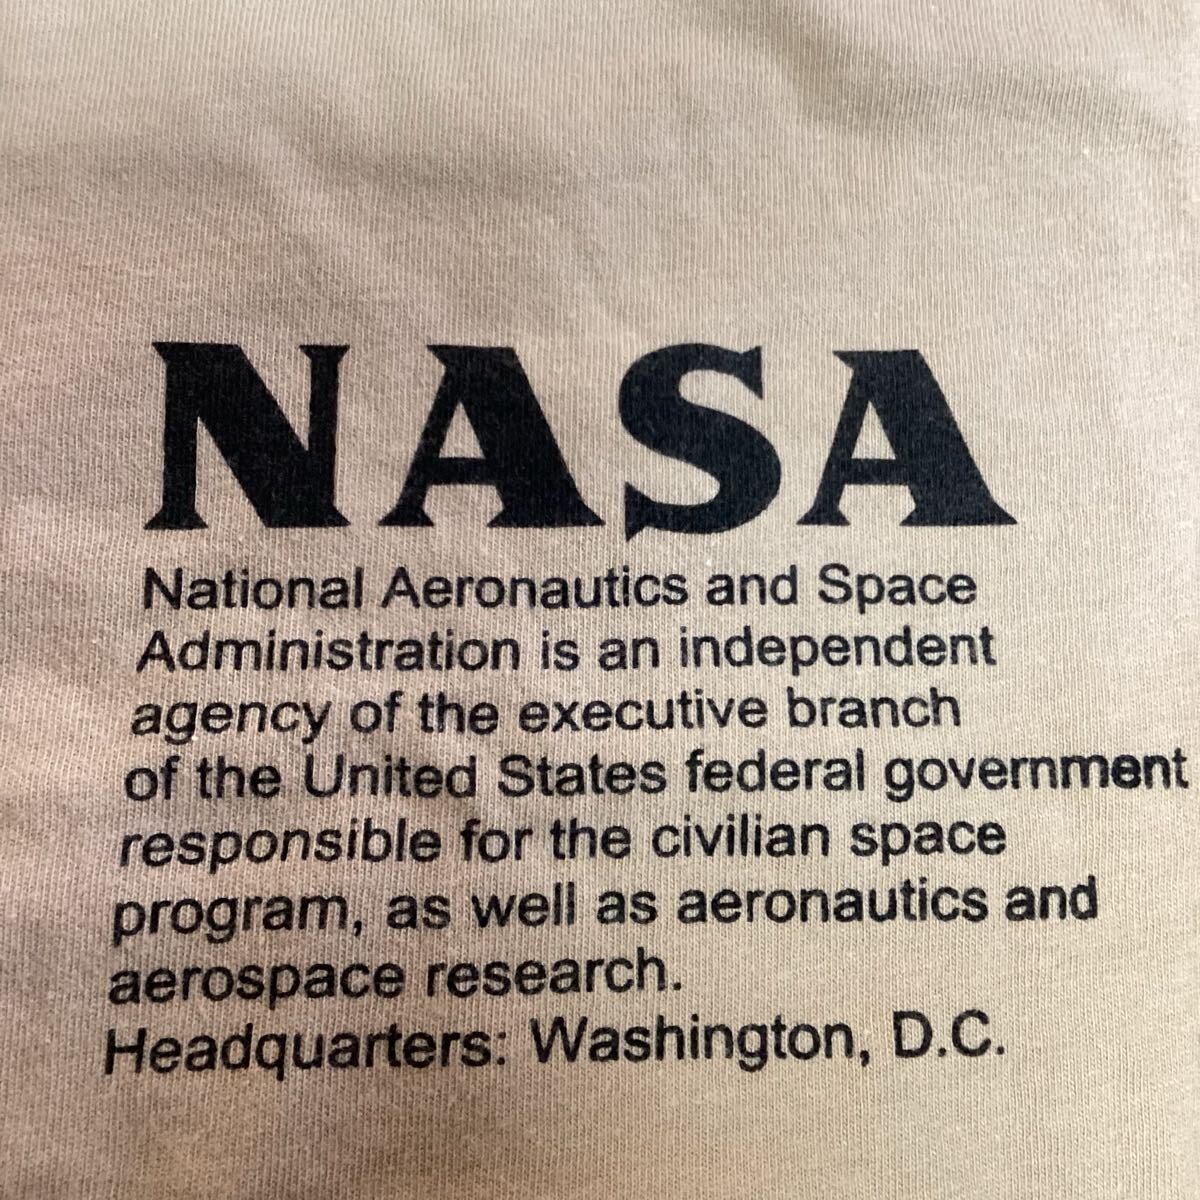 NASA
National Aeronautics and Space
Administration is an independent
agency of the executive branch
of the United States federal government
responsible for the civilian space
program, as well as aeronautics and
aerospace research.
Headquarters: Washington, D.C.